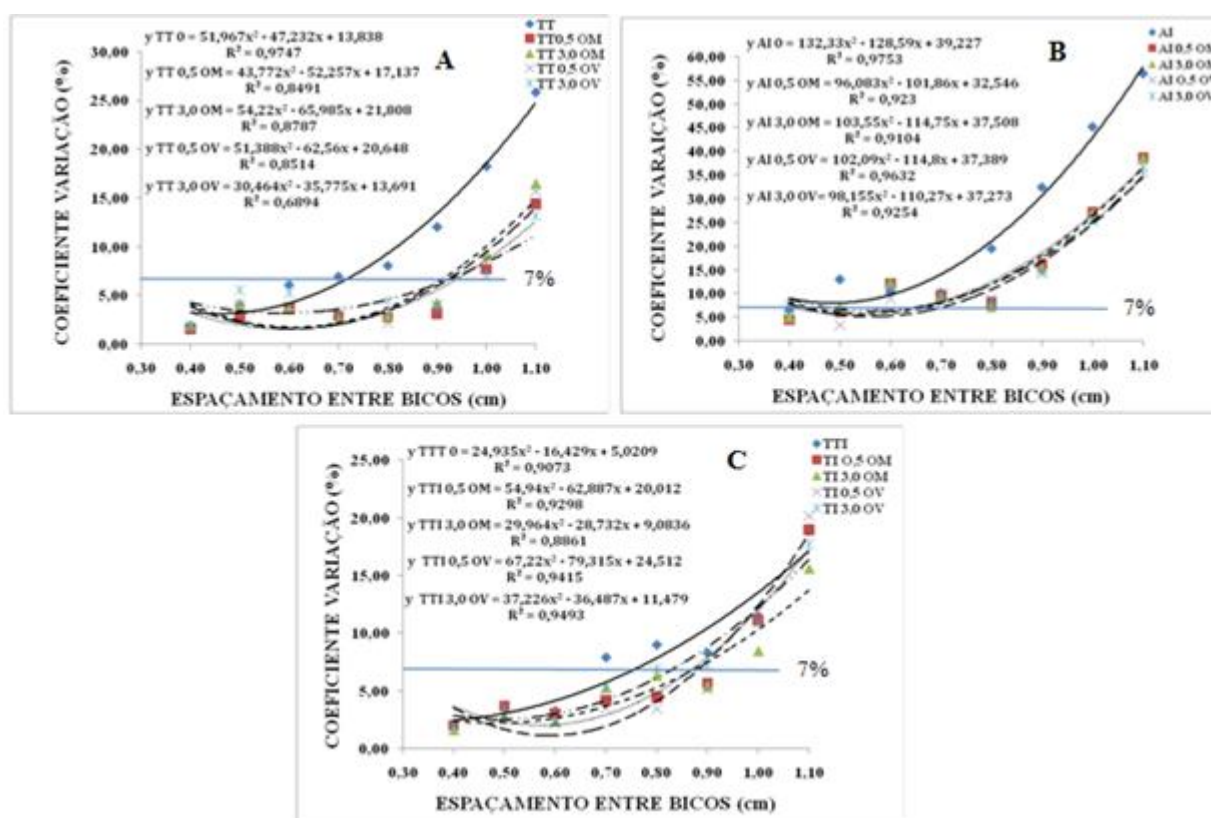 A
COEFICIENTE VARIAÇÃO (%)
30,00
25,00
20,00
15,00
10,00
5,00
0,00
y TT 0 = 51,967x² - 47,232x + 13,838
R² = 0,9747
y TT 0,5 OM = 43,772x² - 52,257x + 17,137
R² = 0,8491
y TT 3,0 OM = 54,22x² - 65,985x + 21,808
R² = 0,8787
y TT 0,5 OV = 51,388x² - 62,56x + 20,648
R² = 0,8514
y TT 3,0 OV = 30,464x² - 35,775x + 13,691
R² = 0,6894
TT
TT0,5 OM
TT 3,0 OM
TT 0,5 OV
TT 3,0 OV
7%
0,30 0,40 0,50 0,60 0,70 0,80 0,90 1,00 1,10
ESPAÇAMENTO ENTRE BICOS (cm)
B
COEFICEINTE VARAIÇÃO (%)
60,00
55,00
50,00
45,00
40,00
35,00
30,00
25,00
20,00
15,00
10,00
5,00
0,00
y AI 0 = 132,33x² - 128,59x + 39,227
R² = 0,9753
y AI 0,5 OM = 96,083x² - 101,86x + 32,546
R² = 0,923
y AI 3,0 OM = 103,55x² - 114,75x + 37,508
R² = 0,9104
y AI 0,5 OV = 102,09x² - 114,8x + 37,389
R² = 0,9632
y AI 3,0 OV= 98,155x² - 110,27x + 37,273
R² = 0,9254
AI
AI 0,5 OM
AI 3,0 OM
AI 0,5 OV
AI 3,0 OV
7%
0,30 0,40 0,50 0,60 0,70 0,80 0,90 1,00 1,10
ESPAÇAMENTO ENTRE BICOS (cm)
C
COEFICIENTE VARIAÇÃO (%)
25,00
20,00
15,00
10,00
5,00
0,00
y TTT 0 = 24,935x² - 16,429x + 5,0209
R² = 0,9073
y TTI 0,5 OM = 54,94x² - 62,887x + 20,012
R² = 0,9298
y TTI 3,0 OM = 29,964x² - 28,732x + 9,0836
R² = 0,8861
y TTI 0,5 OV = 67,22x² - 79,315x + 24,512
R² = 0,9415
y TTI 3,0 OV = 37,226x² - 36,487x + 11,479
R² = 0,9493
TTI
TI O,5 OM
TI 3,0 OM
TI 0,5 OV
TI 3,0 OV
7%
0,30 0,40 0,50 0,60 0,70 0,80 0,90 1,00 1,10
ESPAÇAMENTO ENTRE BICOS (cm)